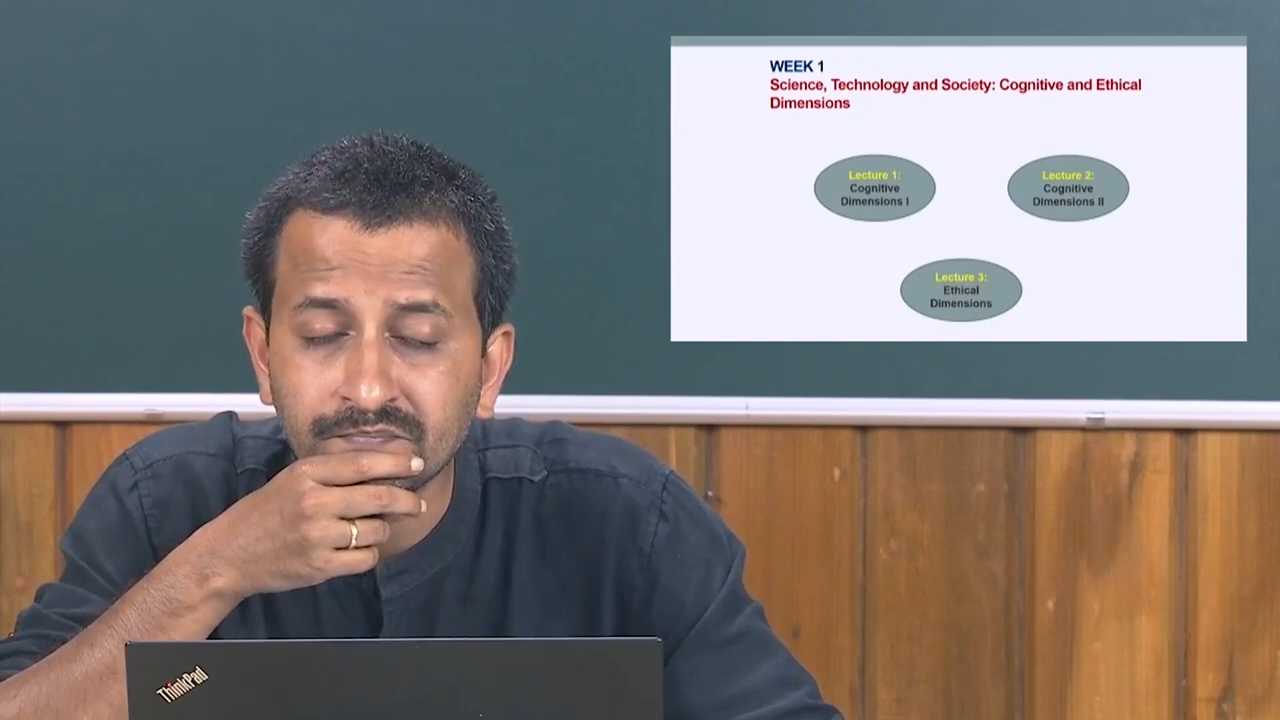 WEEK 1
Science, Technology and Society: Cognitive and Ethical
Dimensions
Lecture 1:
Cognitive
Dimensions I
Lecture 2:
Cognitive
Dimensions II
Lecture 3:
Ethical
Dimensions
ThinkPad